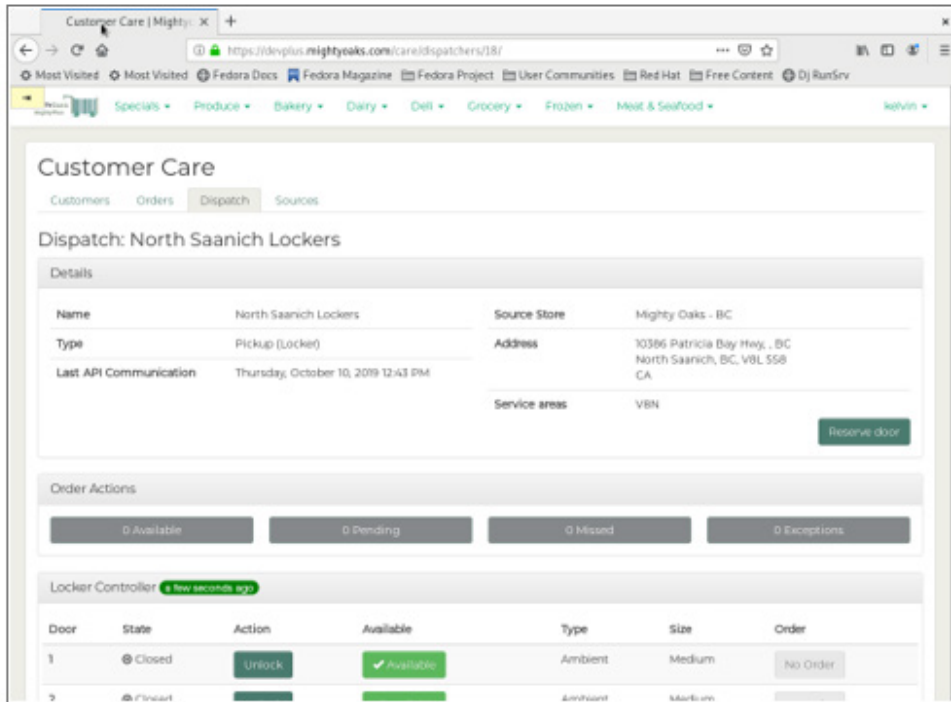 Customer Care | Mighty
https://devplus.mightyoaks.com/care/dispatchers/18/
Most Visited Most Visited Fedora Docs Fedora Magazine Fedora Project User Communities Red Hat Free Content Dj RunSrv
Specials Produce Bakery Dairy Deli Grocery Frozen Meat & Seafood kelvin
Customer Care
Customers Orders Dispatch Sources
Dispatch: North Saanich Lockers
Details
Name North Saanich Lockers Source Store Mighty Oaks - BC
Type Pickup (Locker) Address 10386 Patricia Bay Hwy, , BC
North Saanich, BC, V8L 5S8
Last API Communication Thursday, October 10, 2019 12:43 PM
CA
Service areas V8N
Reserve door
Order Actions
0 Available 0 Pending 0 Missed 0 Exceptions
Locker Controller a few seconds ago
Door State Action Available Type Size Order
1 Closed Unlock Available Ambient Medium No Order
2 Closed Ambient Medium